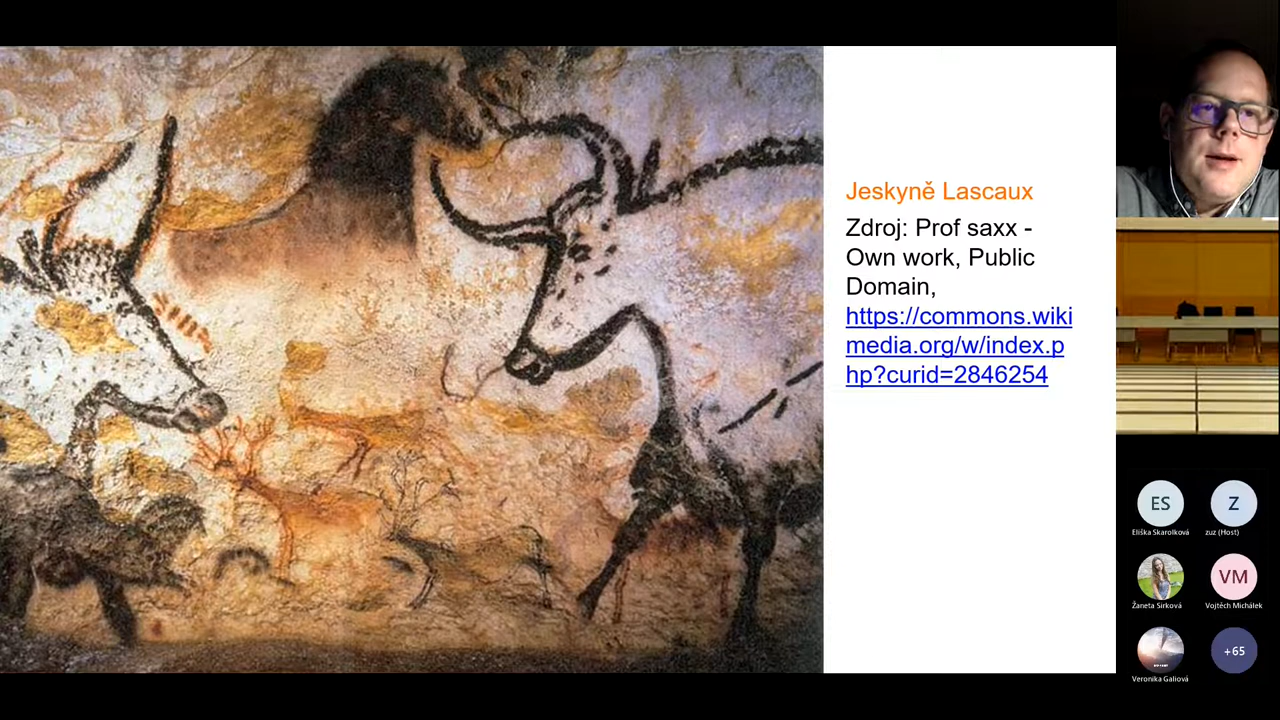 Jeskyně Lascaux
Zdroj: Prof saxx -
Own work, Public
Domain,
https://commons.wiki
media.org/w/index.p
hp?curid=2846254
ES
Z
Eliška Skarolková
zuz (Host)
VM
Žaneta Sirková
Vojtěch Michálek
+65
Veronika Galiová